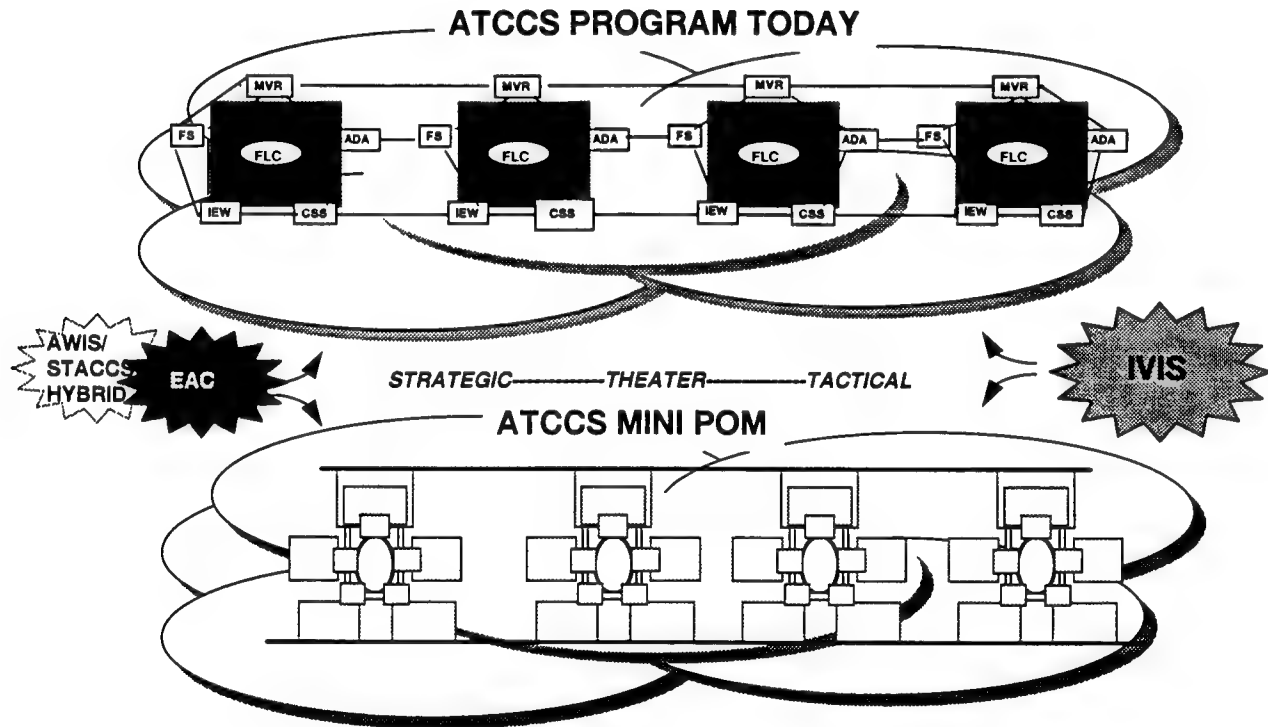 ATCCS PROGRAM TODAY
MVR MVR MVR MVR
FS ADA FS ADA FS ADA FS ADA
FLC FLC FLC FLC
IEW CSS IEW CSS IEW CSS IEW CSS
AWIS/
STACCS
HYBRID
EAC
STRATEGIC THEATER TACTICAL
IVIS
ATCCS MINI POM